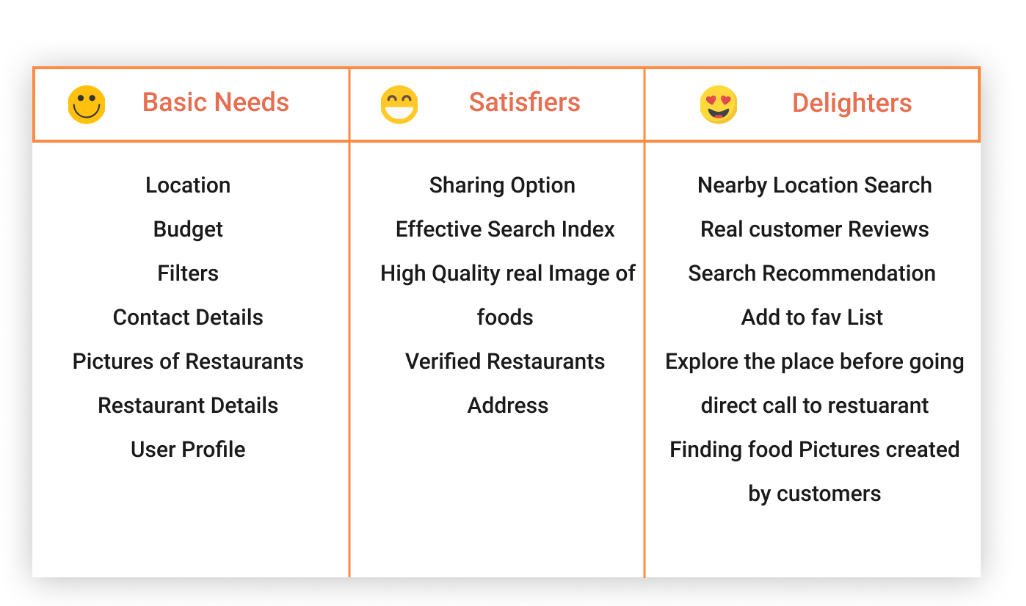 Basic Needs
Satisfiers
Delighters
Location
Budget
Filters
Contact Details
Pictures of Restaurants
Restaurant Details
User Profile
Sharing Option
Effective Search Index
High Quality real Image of
foods
Verified Restaurants
Address
Nearby Location Search
Real customer Reviews
Search Recommendation
Add to fav List
Explore the place before going
direct call to restuarant
Finding food Pictures created
by customers